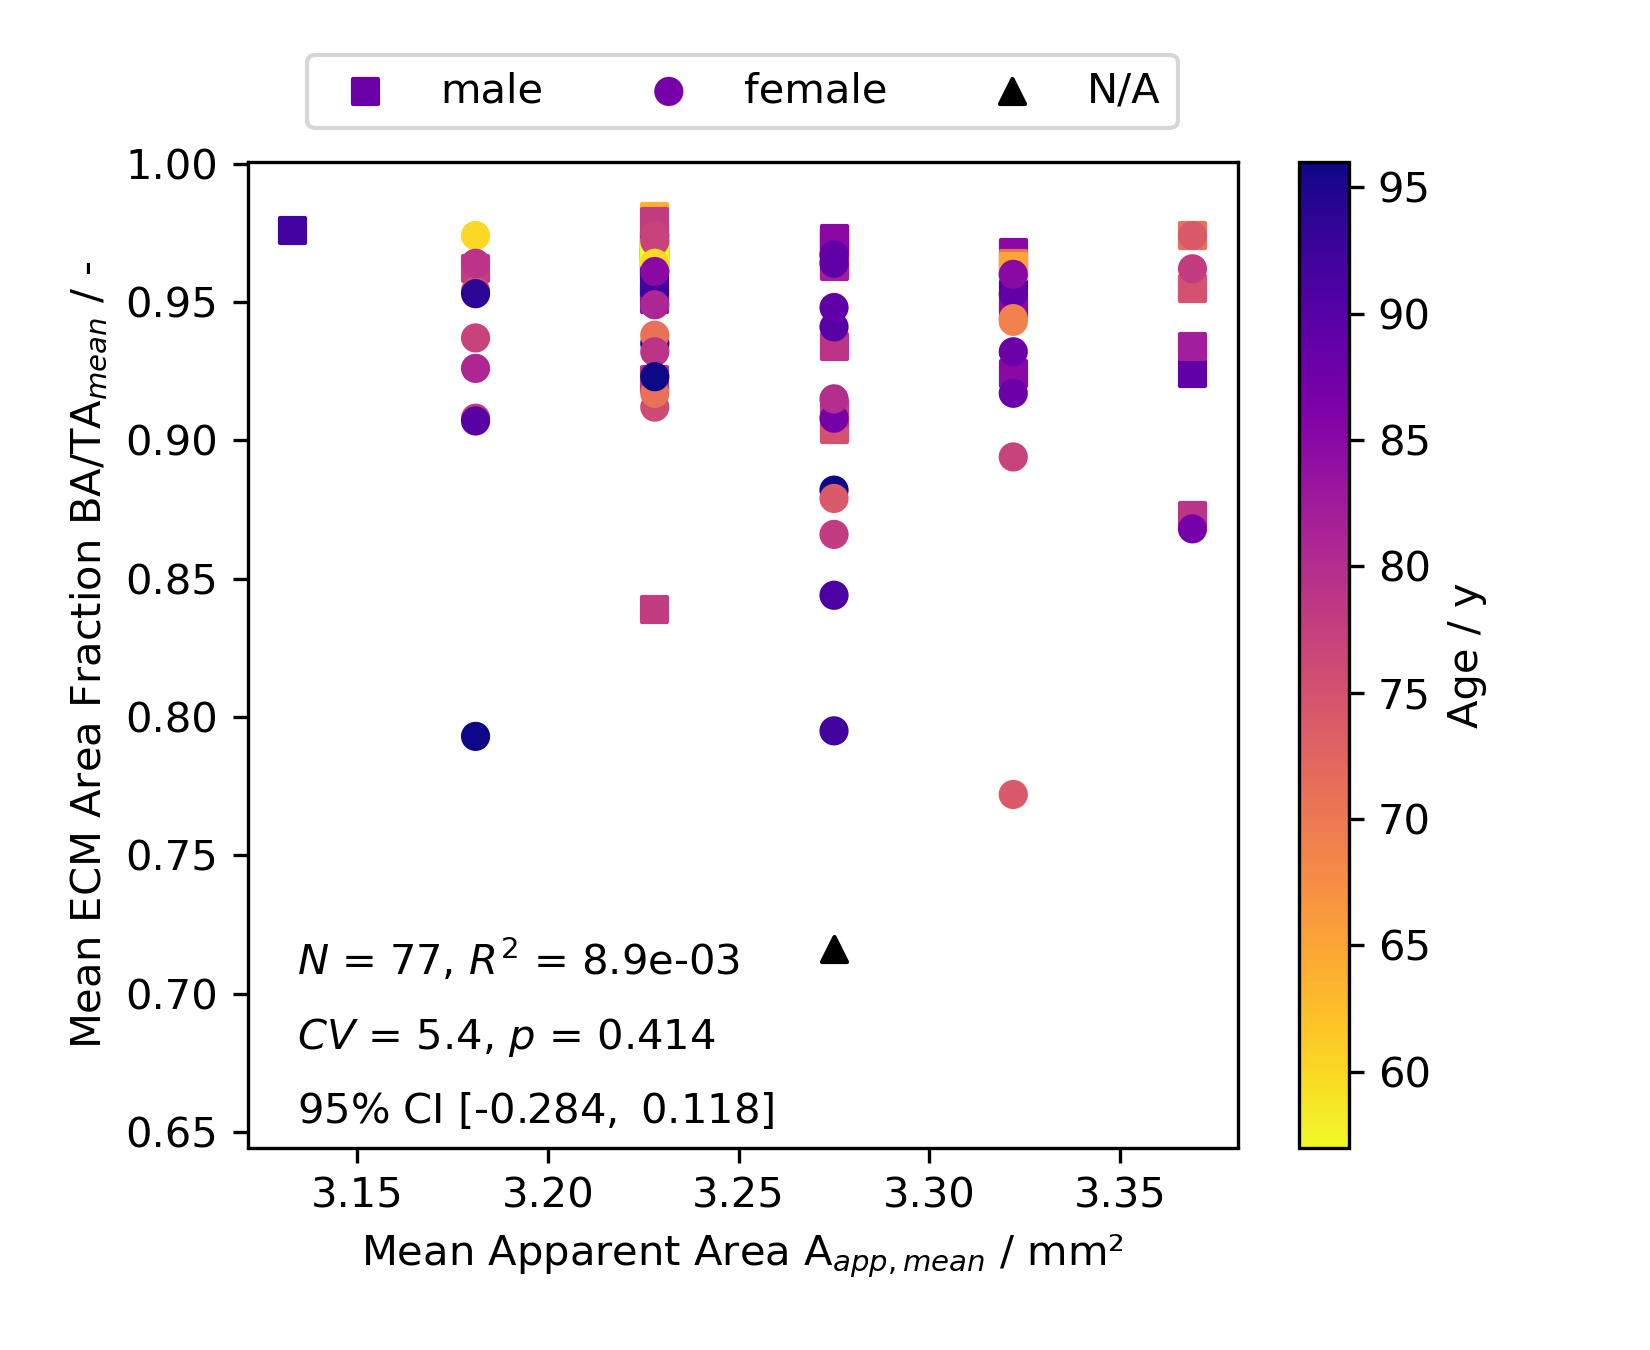 male female N/A
1.00
0.95
0.90
0.85
0.80
0.75
0.70
0.65
Mean ECM Area Fraction BA/TA_mean / -
N = 77, R² = 8.9e-03
CV = 5.4, p = 0.414
95% CI [-0.284, 0.118]
3.15 3.20 3.25 3.30 3.35
Mean Apparent Area A_app,mean / mm²
95
90
85
80
75
70
65
60
Age / y